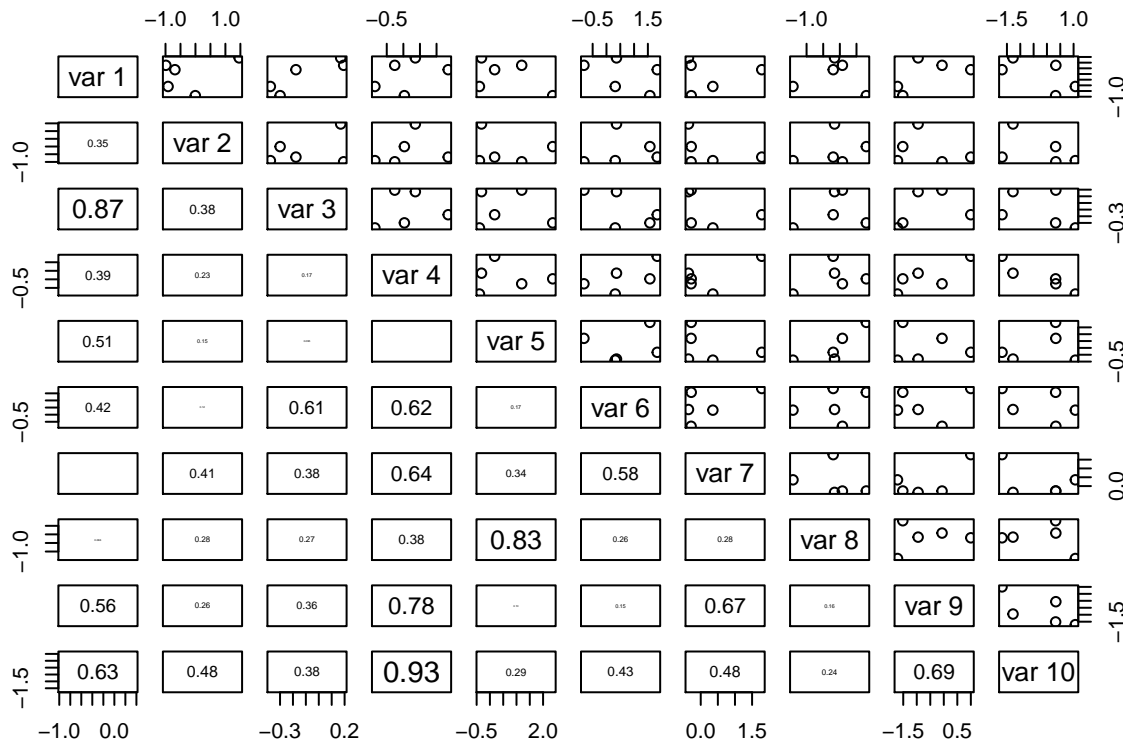 −1.0 1.0 −0.5 −0.5 1.5 −1.0 −1.5 1.0
var 1 −1.0
−1.0 0.35 var 2
0.87 0.38 var 3 −0.3
−0.5 0.39 0.23 0.17 var 4
0.51 0.15 var 5 −0.5
−0.5 0.42 0.61 0.62 0.17 var 6
0.41 0.38 0.64 0.34 0.58 var 7 0.0
−1.0 0.28 0.27 0.38 0.83 0.26 0.28 var 8
0.56 0.26 0.36 0.78 0.15 0.67 0.16 var 9 −1.5
−1.5 0.63 0.48 0.38 0.93 0.29 0.43 0.48 0.24 0.69 var 10
−1.0 0.0 −0.3 0.2 −0.5 2.0 0.0 1.5 −1.5 0.5